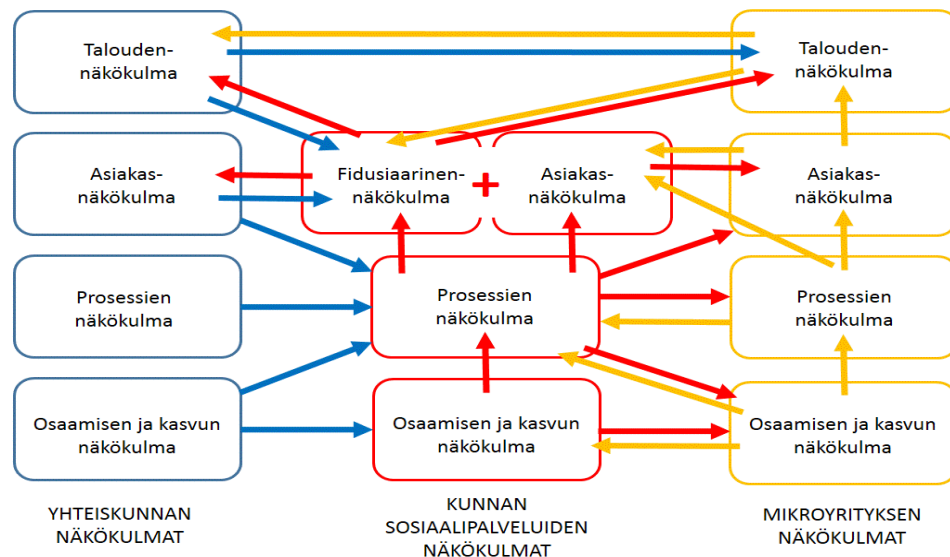 Talouden-
näkökulma
Talouden-
näkökulma
Asiakas-
näkökulma
Fidusiaarinen-
näkökulma
+
Asiakas-
näkökulma
Asiakas-
näkökulma
Prosessien
näkökulma
Prosessien
näkökulma
Prosessien
näkökulma
Osaamisen ja kasvun
näkökulma
Osaamisen ja kasvun
näkökulma
Osaamisen ja kasvun
näkökulma
YHTEISKUNNAN
NÄKÖKULMAT
KUNNAN
SOSIAALIPALVELUIDEN
NÄKÖKULMAT
MIKROYRITYKSEN
NÄKÖKULMAT